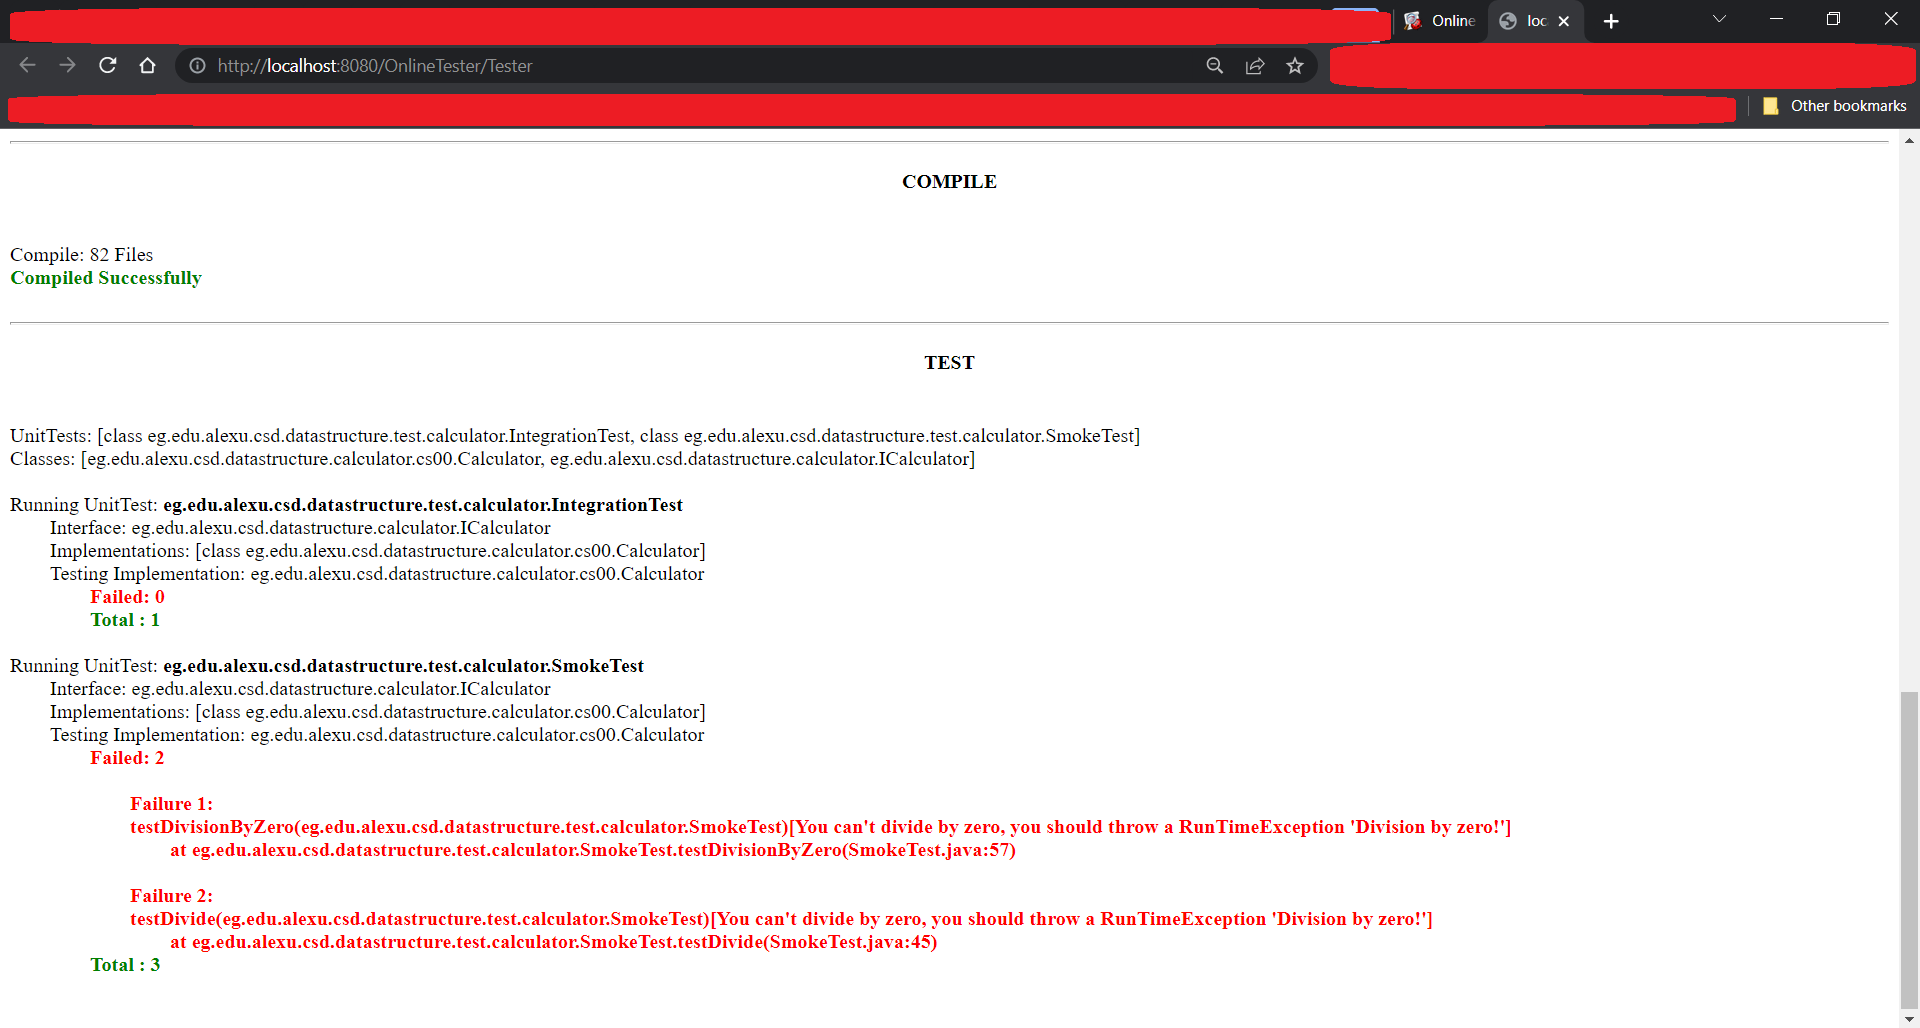 Online
loc
http://localhost:8080/OnlineTester/Tester
Other bookmarks
COMPILE
Compile: 82 Files
Compiled Successfully
TEST
UnitTests: [class eg.edu.alexu.csd.datastructure.test.calculator.IntegrationTest, class eg.edu.alexu.csd.datastructure.test.calculator.SmokeTest]
Classes: [eg.edu.alexu.csd.datastructure.calculator.cs00.Calculator, eg.edu.alexu.csd.datastructure.calculator.ICalculator]
Running UnitTest: eg.edu.alexu.csd.datastructure.test.calculator.IntegrationTest
Interface: eg.edu.alexu.csd.datastructure.calculator.ICalculator
Implementations: [class eg.edu.alexu.csd.datastructure.calculator.cs00.Calculator]
Testing Implementation: eg.edu.alexu.csd.datastructure.calculator.cs00.Calculator
Failed: 0
Total : 1
Running UnitTest: eg.edu.alexu.csd.datastructure.test.calculator.SmokeTest
Interface: eg.edu.alexu.csd.datastructure.calculator.ICalculator
Implementations: [class eg.edu.alexu.csd.datastructure.calculator.cs00.Calculator]
Testing Implementation: eg.edu.alexu.csd.datastructure.calculator.cs00.Calculator
Failed: 2
Failure 1:
testDivisionByZero(eg.edu.alexu.csd.datastructure.test.calculator.SmokeTest)[You can't divide by zero, you should throw a RunTimeException 'Division by zero!']
at eg.edu.alexu.csd.datastructure.test.calculator.SmokeTest.testDivisionByZero(SmokeTest.java:57)
Failure 2:
testDivide(eg.edu.alexu.csd.datastructure.test.calculator.SmokeTest)[You can't divide by zero, you should throw a RunTimeException 'Division by zero!']
at eg.edu.alexu.csd.datastructure.test.calculator.SmokeTest.testDivide(SmokeTest.java:45)
Total : 3